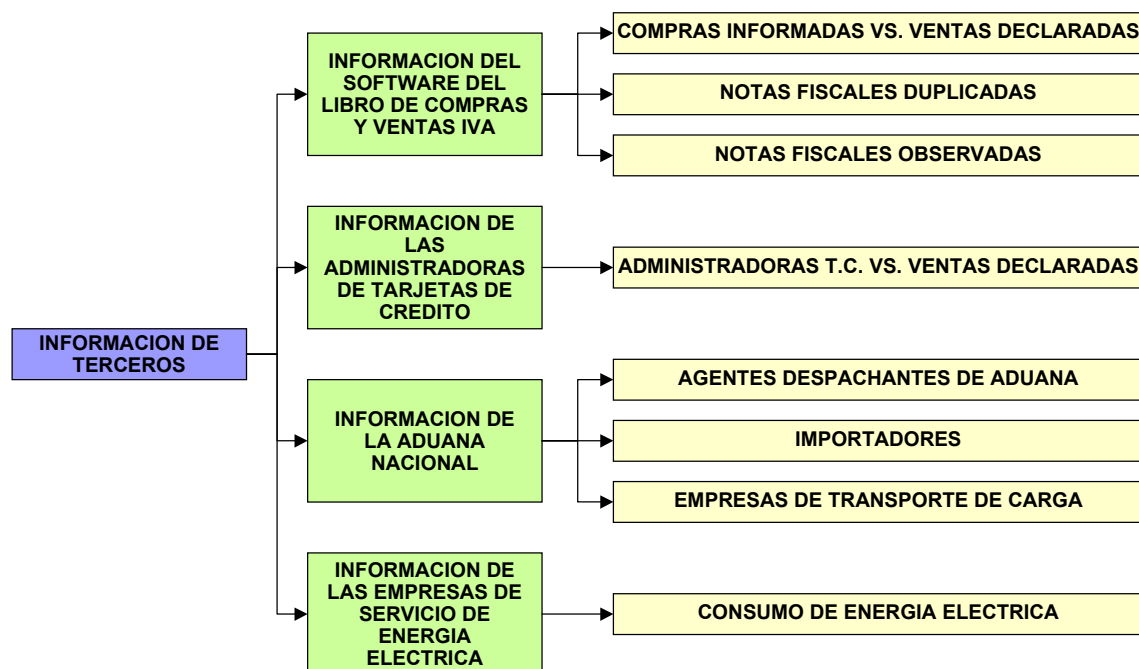 INFORMACION DE
TERCEROS
INFORMACION DEL
SOFTWARE DEL
LIBRO DE COMPRAS
Y VENTAS IVA
COMPRAS INFORMADAS VS. VENTAS DECLARADAS
NOTAS FISCALES DUPLICADAS
NOTAS FISCALES OBSERVADAS
INFORMACION DE
LAS
ADMINISTRADORAS
DE TARJETAS DE
CREDITO
ADMINISTRADORAS T.C. VS. VENTAS DECLARADAS
INFORMACION DE
LA ADUANA
NACIONAL
AGENTES DESPACHANTES DE ADUANA
IMPORTADORES
EMPRESAS DE TRANSPORTE DE CARGA
INFORMACION DE
LAS EMPRESAS DE
SERVICIO DE
ENERGIA
ELECTRICA
CONSUMO DE ENERGIA ELECTRICA